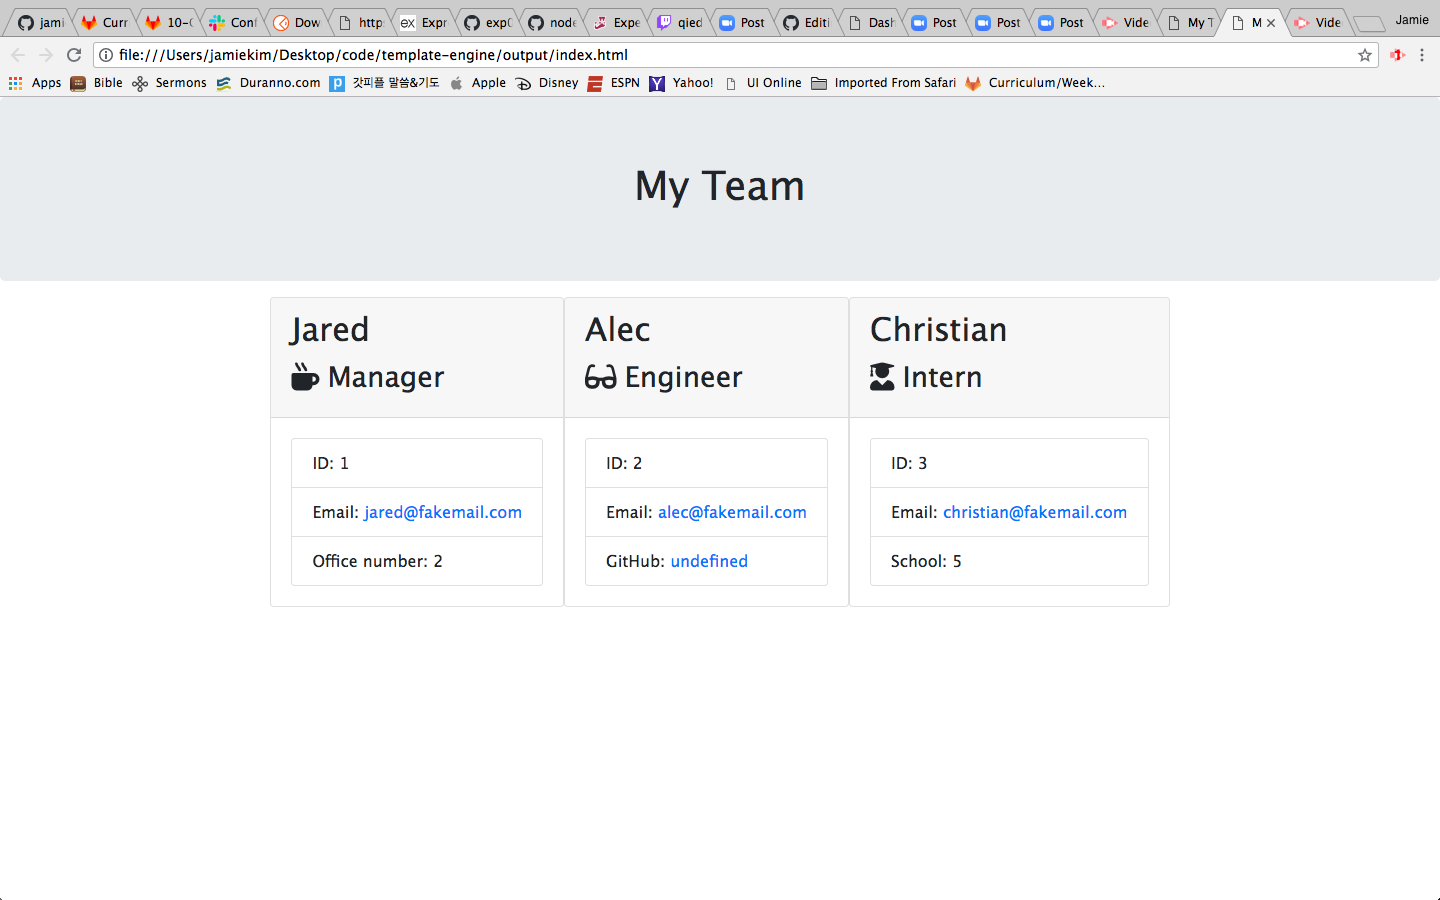 jami Curr 10-( Conf Dow http Expr exp( node Expe qied Post Editi Dash Post Post Post Vide My T M Vide Jamie
file:///Users/jamiekim/Desktop/code/template-engine/output/index.html
Apps Bible Sermons Duranno.com 갓피플 말씀&기도 Apple Disney ESPN Yahoo! UI Online Imported From Safari Curriculum/Week...
My Team
Jared
Manager
ID: 1
Email: jared@fakemail.com
Office number: 2
Alec
Engineer
ID: 2
Email: alec@fakemail.com
GitHub: undefined
Christian
Intern
ID: 3
Email: christian@fakemail.com
School: 5